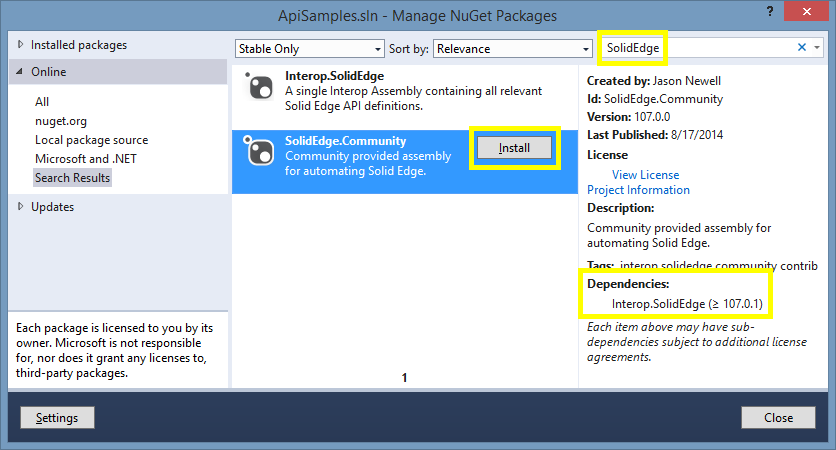 ApiSamples.sln - Manage NuGet Packages
?
Installed packages
Online
All
nuget.org
Local package source
Microsoft and .NET
Search Results
Updates
Each package is licensed to you by its
owner. Microsoft is not responsible
for, nor does it grant any licenses to,
third-party packages.
Stable Only
Sort by:
Relevance
Interop.SolidEdge
A single Interop Assembly containing all relevant
Solid Edge API definitions.
SolidEdge.Community
Community provided assembly
for automating Solid Edge.
Install
1
SolidEdge
Created by: Jason Newell
Id: SolidEdge.Community
Version: 107.0.0
Last Published: 8/17/2014
License
View License
Project Information
Description:
Community provided assembly for
automating Solid Edge.
Tags: interop solidedge community contrib
Dependencies:
Interop.SolidEdge (≥ 107.0.1)
Each item above may have sub-
dependencies subject to additional license
agreements.
Settings
Close